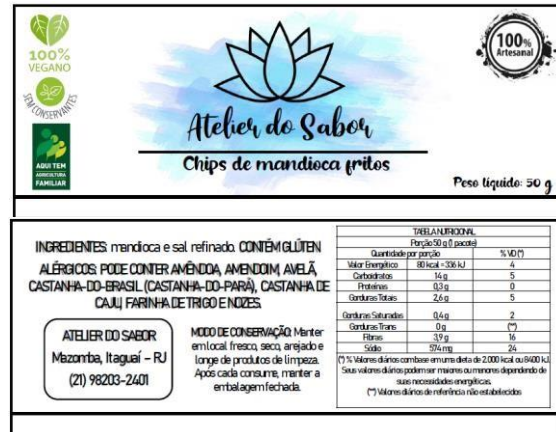 100%
VEGANO
SEM CONSERVANTES
AQUI TEM
AGRICULTURA
FAMILIAR
100%
Artesanal
Atelier do Sabor
Chips de mandioca fritos
Peso líquido: 50 g
INGREDIENTES: mandioca e sal refinado. CONTÉM GLÚTEN
ALÉRGICOS: PODE CONTER AMÊNDOA, AMENDOIM, AVELÃ,
CASTANHA-DO-BRASIL (CASTANHA-DO-PARÁ), CASTANHA DE
CAJU, FARINHA DE TRIGO E NOZES.
ATELIER DO SABOR
Mazomba, Itaguaí – RJ
(21) 98203-2401
MODO DE CONSERVAÇÃO: Manter
em local fresco, seco, arejado e
longe de produtos de limpeza.
Após cada consumo, manter a
embalagem fechada.
TABELA NUTRICIONAL
Porção 50 g (1 pacote)
Quantidade por porção % VD (*)
Valor Energético 80 kcal = 336 kJ 4
Carboidratos 14 g 5
Proteínas 0,3 g 0
Gorduras Totais 2,6 g 5
Gorduras Saturadas 0,4 g 2
Gorduras Trans 0 g (**)
Fibras 3,9 g 16
Sódio 574 mg 24
(*) % Valores diários com base em uma dieta de 2.000 kcal ou 8400 kJ.
Seus valores diários podem ser maiores ou menores dependendo de
suas necessidades energéticas.
(**) Valores diários de referência não estabelecidos